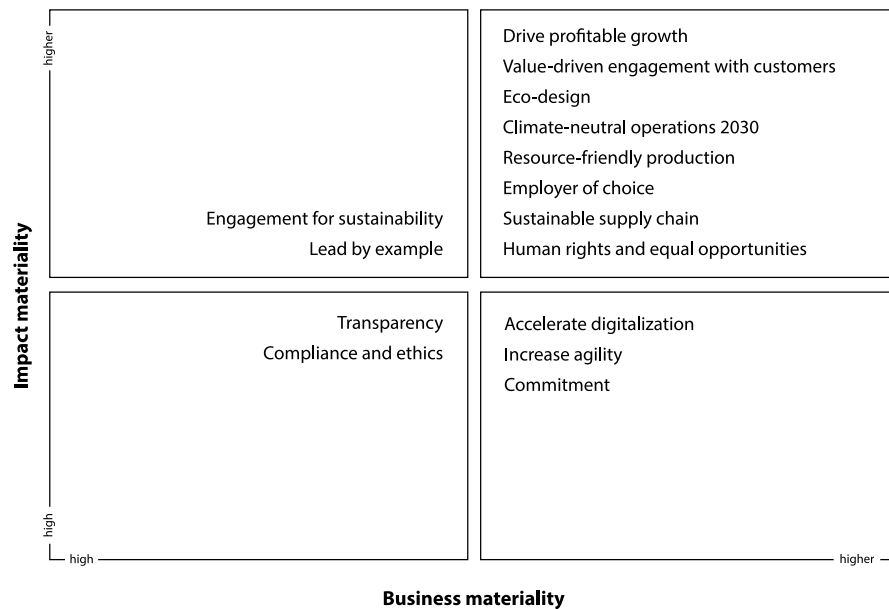 higher
Drive profitable growth
Value-driven engagement with customers
Eco-design
Climate-neutral operations 2030
Resource-friendly production
Employer of choice
Engagement for sustainability
Sustainable supply chain
Lead by example
Human rights and equal opportunities
Impact materiality
Transparency
Compliance and ethics
Accelerate digitalization
Increase agility
Commitment
high
high
higher
Business materiality